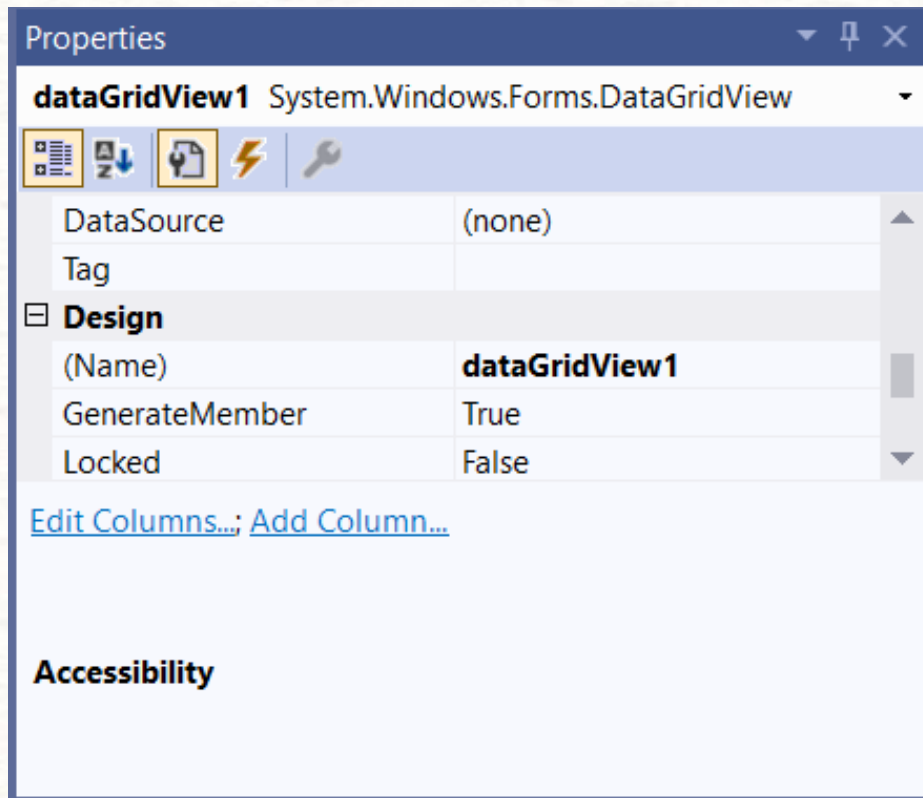 Properties
dataGridView1 System.Windows.Forms.DataGridView
DataSource (none)
Tag
Design
(Name) dataGridView1
GenerateMember True
Locked False
Edit Columns...; Add Column...
Accessibility